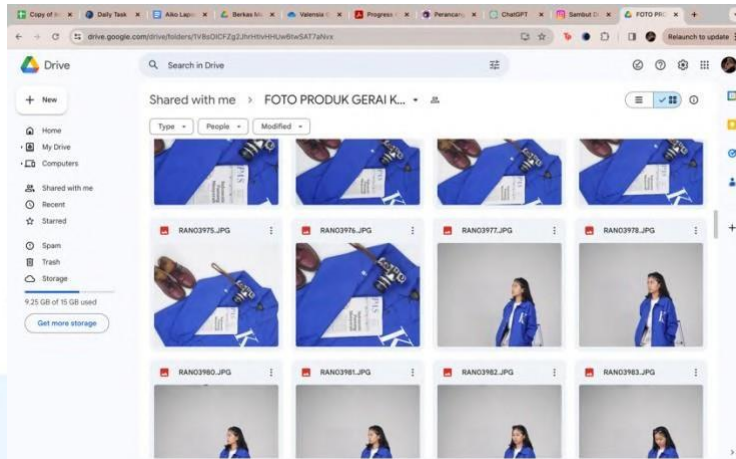 Copy of
Daily Task
Aiko Lapo
Berkas
Valensia
Progress
Perancang
ChatGPT
Sambut D
FOTO PRO
drive.google.com/drive/folders/
Relaunch to update
Drive
Search in Drive
New
Shared with me > FOTO PRODUK GERAI K...
Type
People
Modified
Home
My Drive
Computers
Shared with me
Recent
Starred
Spam
Trash
Storage
9.25 GB of 15 GB used
Get more storage
RAN03975.JPG
RAN03976.JPG
RAN03977.JPG
RAN03978.JPG
K
RAN03980.JPG
RAN03981.JPG
RAN03982.JPG
RAN03983.JPG